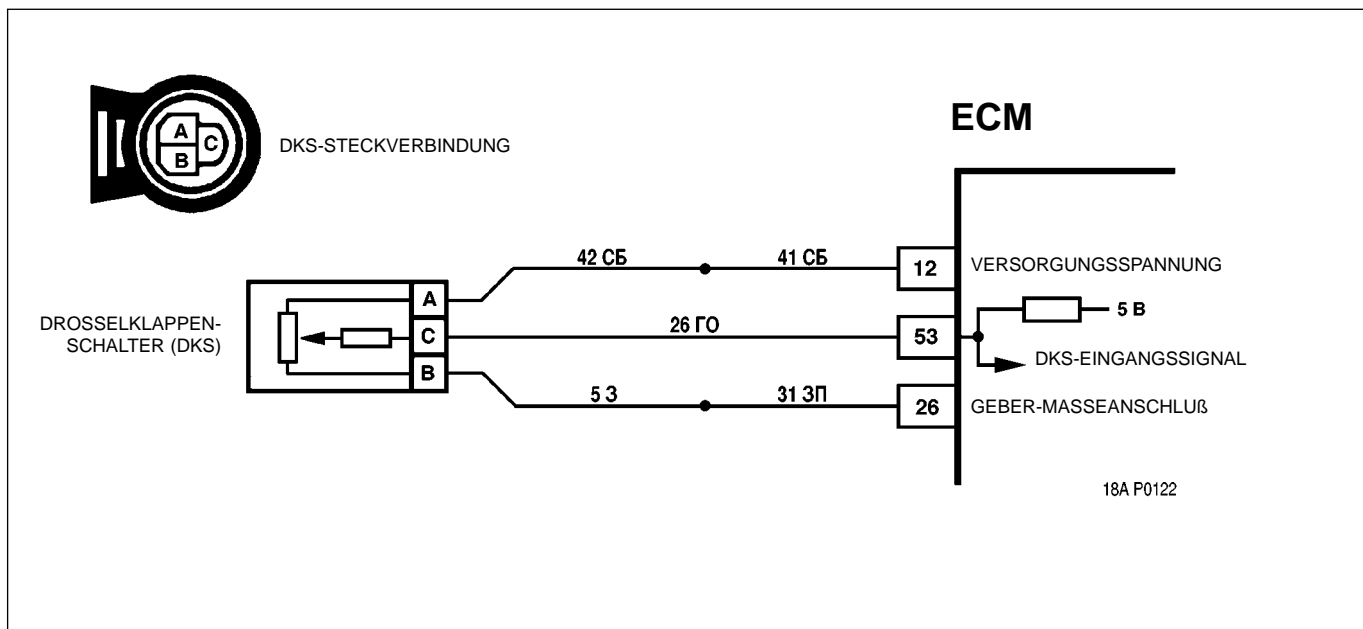 ECM
A
C
B
DKS-STECKVERBINDUNG
42 СБ
41 СБ
12
VERSORGUNGSSPANNUNG
A
5 В
DROSSELKLAPPEN-
SCHALTER (DKS)
C
26 ГО
53
DKS-EINGANGSSIGNAL
B
5 З
31 ЗП
26
GEBER-MASSEANSCHLUß
18A P0122